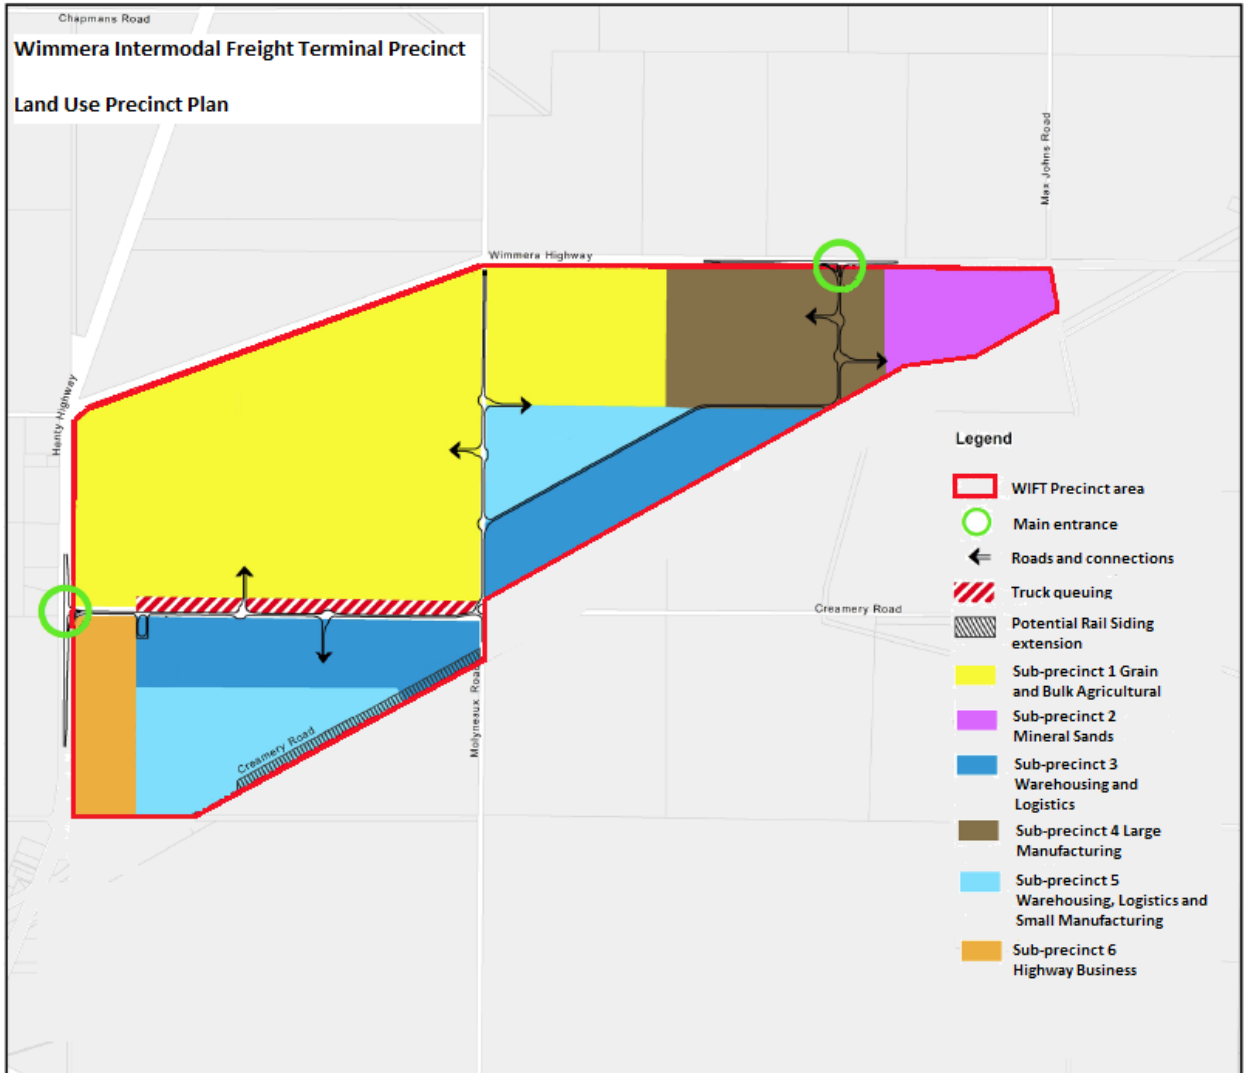 Chapmans Road
Wimmera Intermodal Freight Terminal Precinct
Land Use Precinct Plan
Max Johns Road
Wimmera Highway
Henty Highway
Creamery Road
Molyneaux Road
Creamery Road
Legend
WIFT Precinct area
Main entrance
Roads and connections
Truck queuing
Potential Rail Siding
extension
Sub-precinct 1 Grain
and Bulk Agricultural
Sub-precinct 2
Mineral Sands
Sub-precinct 3
Warehousing and
Logistics
Sub-precinct 4 Large
Manufacturing
Sub-precinct 5
Warehousing, Logistics and
Small Manufacturing
Sub-precinct 6
Highway Business